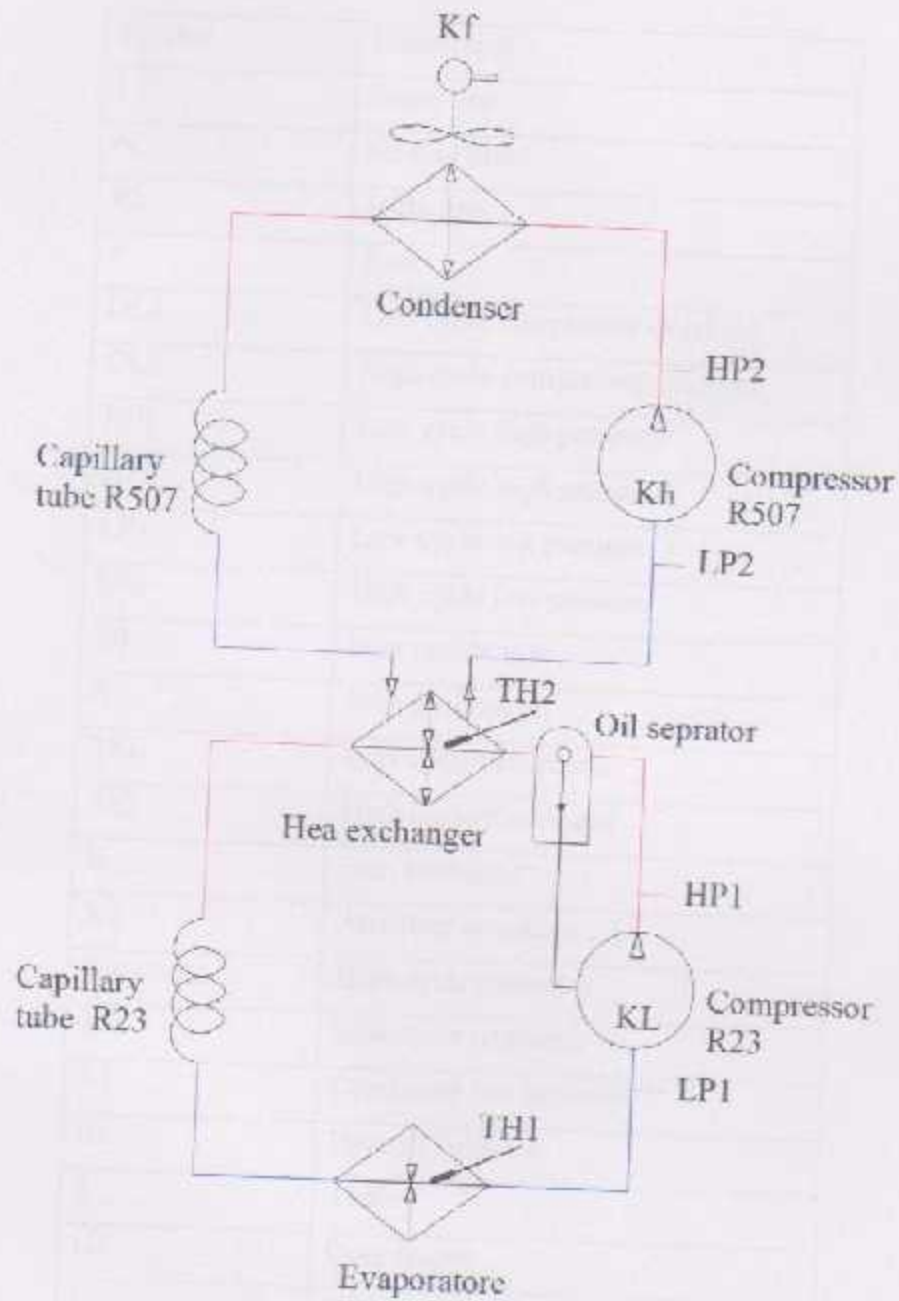 Kf
Condenser
HP2
Capillary
tube R507
Kh
Compressor
R507
LP2
TH2
Oil seprator
Hea exchanger
HP1
Capillary
tube R23
KL
Compressor
R23
LP1
TH1
Evaporatore